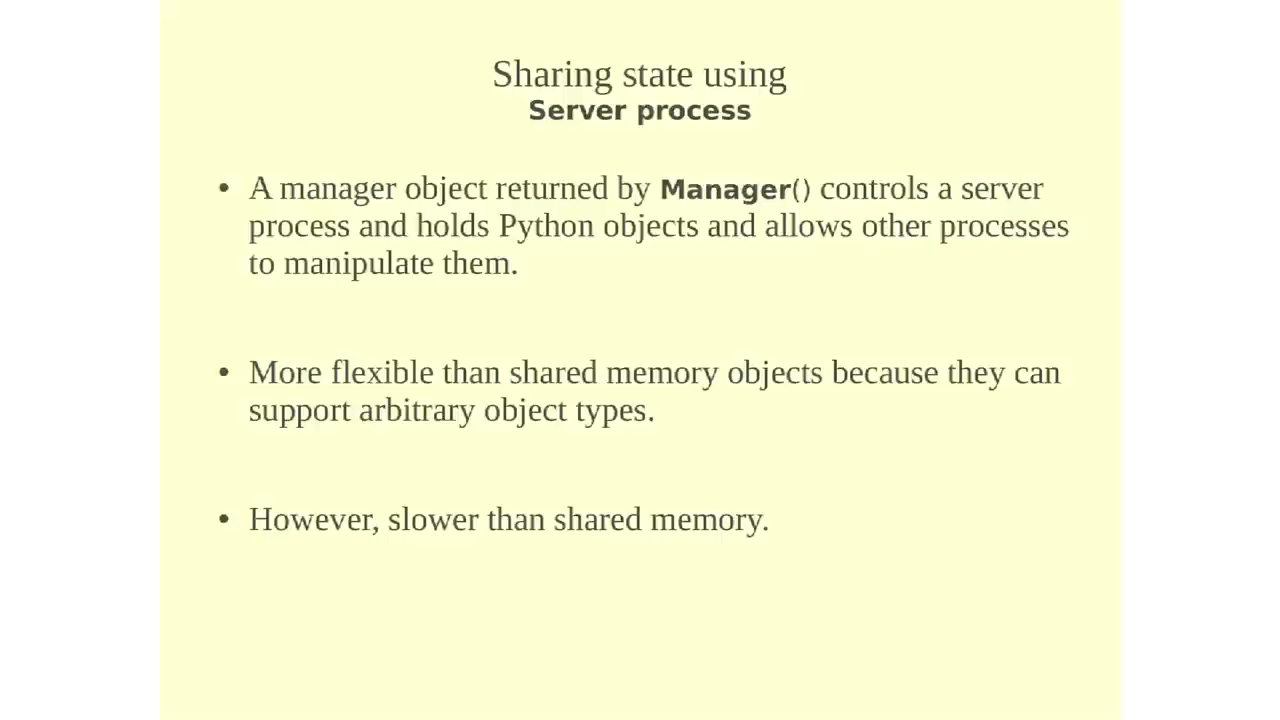 Sharing state using
Server process
• A manager object returned by Manager() controls a server
process and holds Python objects and allows other processes
to manipulate them.
• More flexible than shared memory objects because they can
support arbitrary object types.
• However, slower than shared memory.